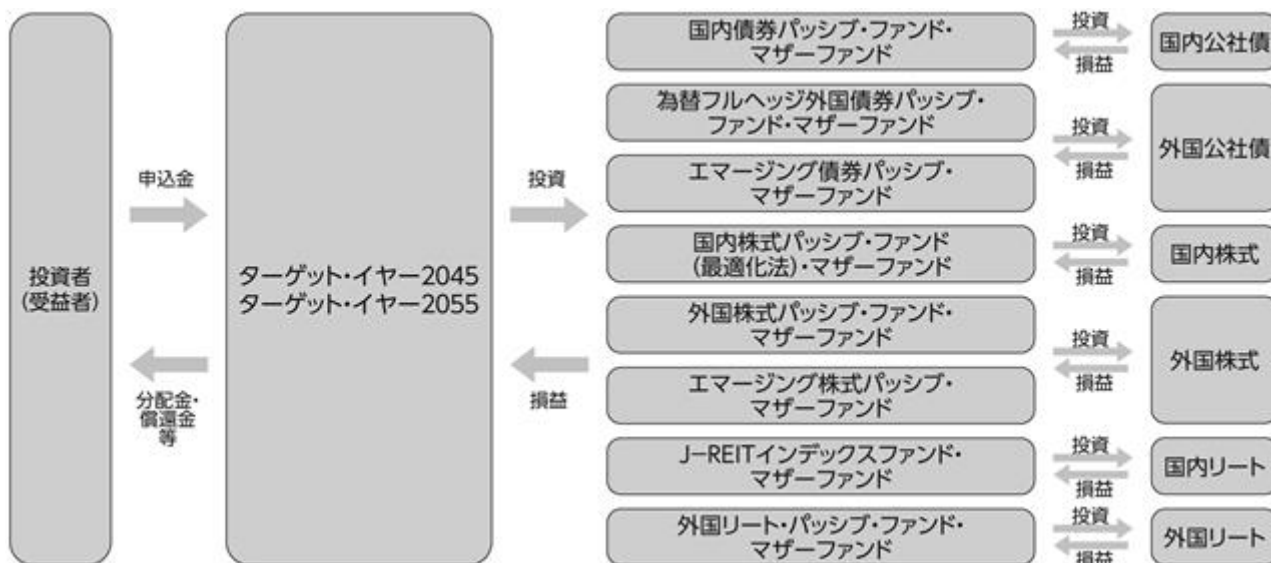 投資者
(受益者)
申込金
分配金・
償還金
等
ターゲット・イヤー2045
ターゲット・イヤー2055
投資
損益
国内債券パッシブ・ファンド・
マザーファンド
投資
損益
国内公社債
為替フルヘッジ外国債券パッシブ・
ファンド・マザーファンド
エマージング債券パッシブ・
マザーファンド
投資
損益
外国公社債
国内株式パッシブ・ファンド
(最適化法)・マザーファンド
投資
損益
国内株式
外国株式パッシブ・ファンド・
マザーファンド
エマージング株式パッシブ・
マザーファンド
投資
損益
外国株式
J−REITインデックスファンド・
マザーファンド
投資
損益
国内リート
外国リート・パッシブ・ファンド・
マザーファンド
投資
損益
外国リート